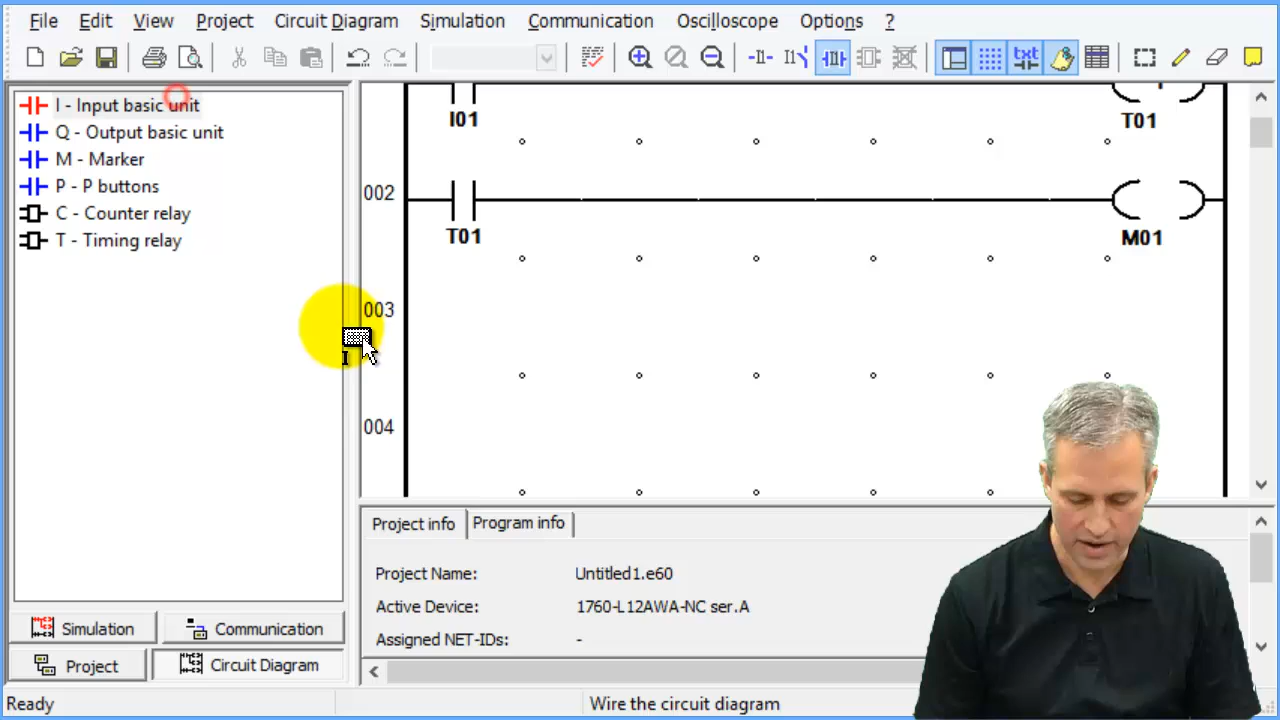 File Edit View Project Circuit Diagram Simulation Communication Oscilloscope Options ?
txt
I - Input basic unit
Q - Output basic unit
M - Marker
P - P buttons
C - Counter relay
T - Timing relay
I
I01
T01
002
T01
M01
003
004
Project info Program info
Project Name: Untitled1.e60
Active Device: 1760-L12AWA-NC ser.A
Assigned NET-IDs: -
Simulation Communication
Project Circuit Diagram
Ready Wire the circuit diagram